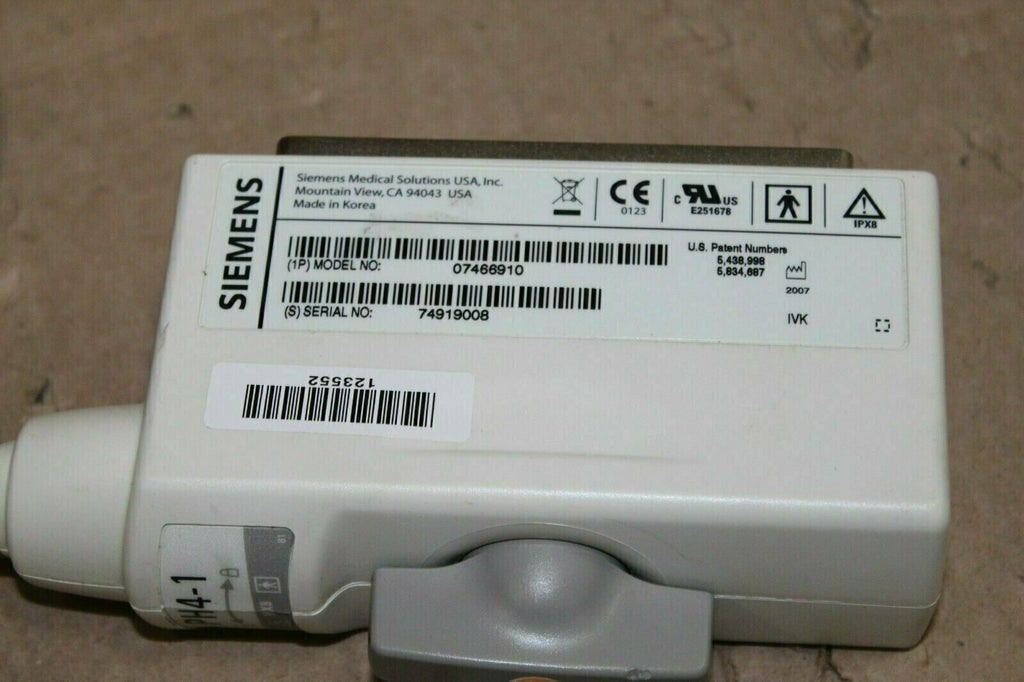 SIEMENS
Siemens Medical Solutions USA, Inc.
Mountain View, CA 94043 USA
Made in Korea
CE
0123
C RU US
E251678
IPX8
(1P) MODEL NO: 07466910
(S) SERIAL NO: 74919008
U.S. Patent Numbers
5,438,998
5,834,687
2007
IVK
123552
PH4-1